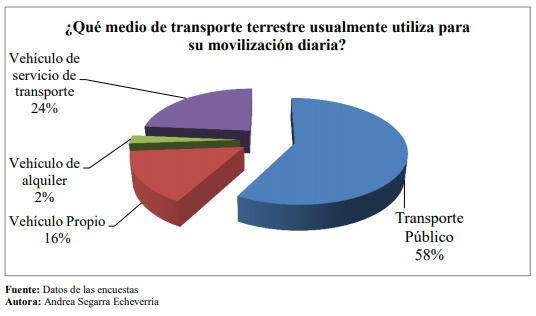 ¿Qué medio de transporte terrestre usualmente utiliza para
su movilización diaria?
Vehículo de
servicio de
transporte
24%
Vehículo de
alquiler
2%
Vehículo Propio
16%
Transporte
Público
58%
Fuente: Datos de las encuestas
Autora: Andrea Segarra Echeverría